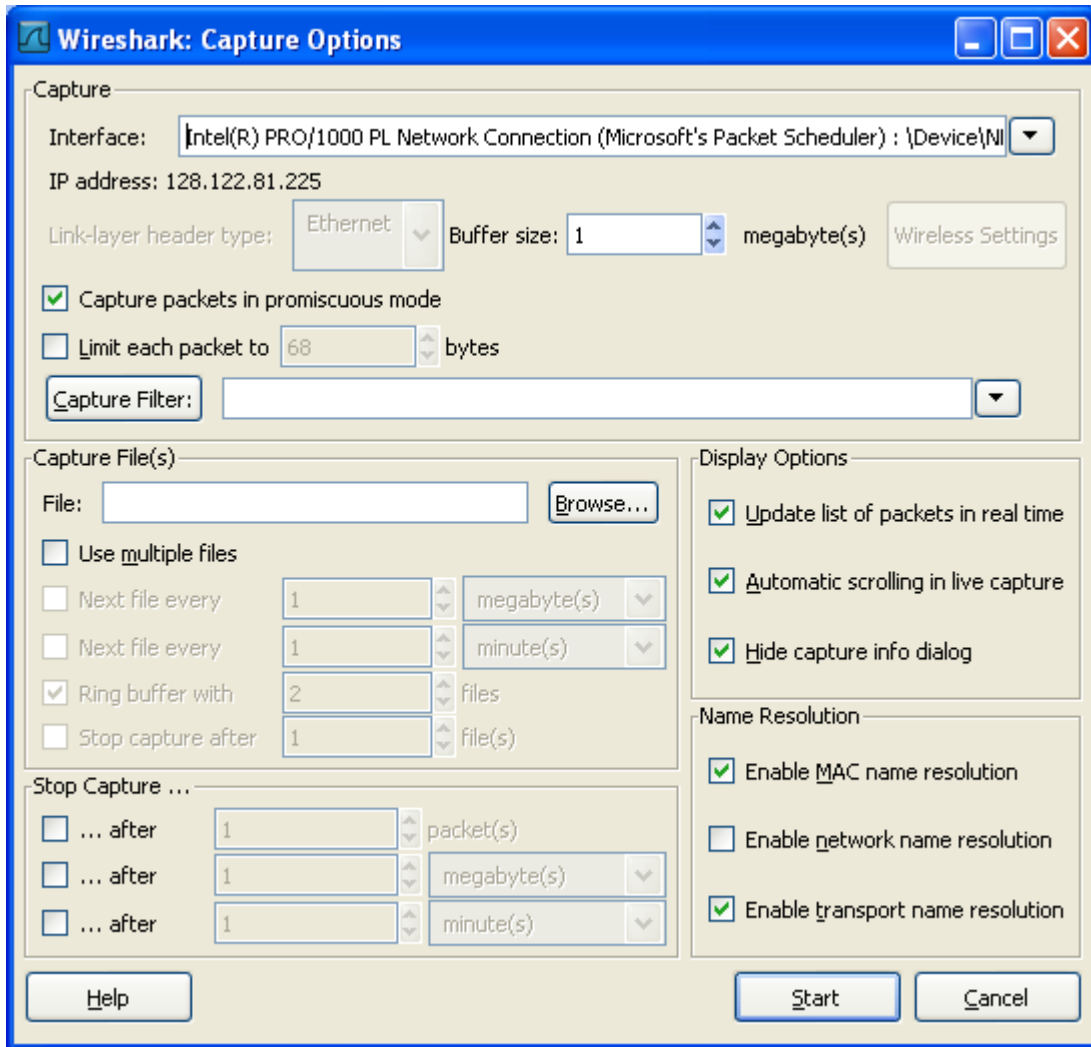 Wireshark: Capture Options
Capture
Interface: Intel(R) PRO/1000 PL Network Connection (Microsoft's Packet Scheduler) : \Device\NI
IP address: 128.122.81.225
Link-layer header type: Ethernet Buffer size: 1 megabyte(s) Wireless Settings
Capture packets in promiscuous mode
Limit each packet to 68 bytes
Capture Filter:
Capture File(s)
File: Browse...
Use multiple files
Next file every 1 megabyte(s)
Next file every 1 minute(s)
Ring buffer with 2 files
Stop capture after 1 file(s)
Display Options
Update list of packets in real time
Automatic scrolling in live capture
Hide capture info dialog
Stop Capture ...
... after 1 packet(s)
... after 1 megabyte(s)
... after 1 minute(s)
Name Resolution
Enable MAC name resolution
Enable network name resolution
Enable transport name resolution
Help Start Cancel